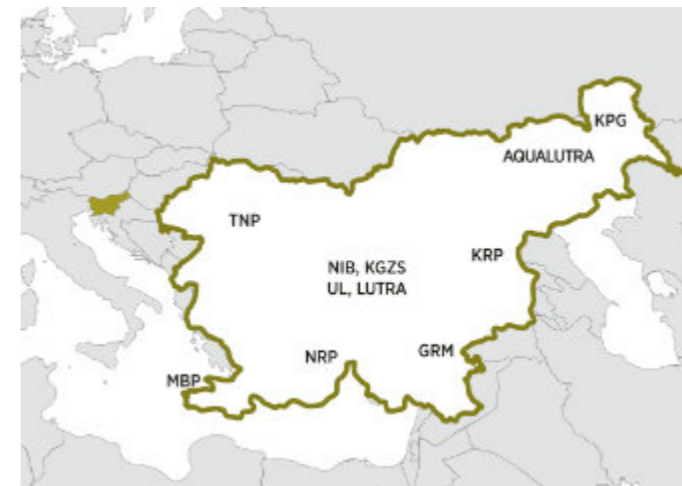 KPG
AQUALUTRA
TNP
KRP
NIB, KGZS
UL, LUTRA
GRM
NRP
MBP